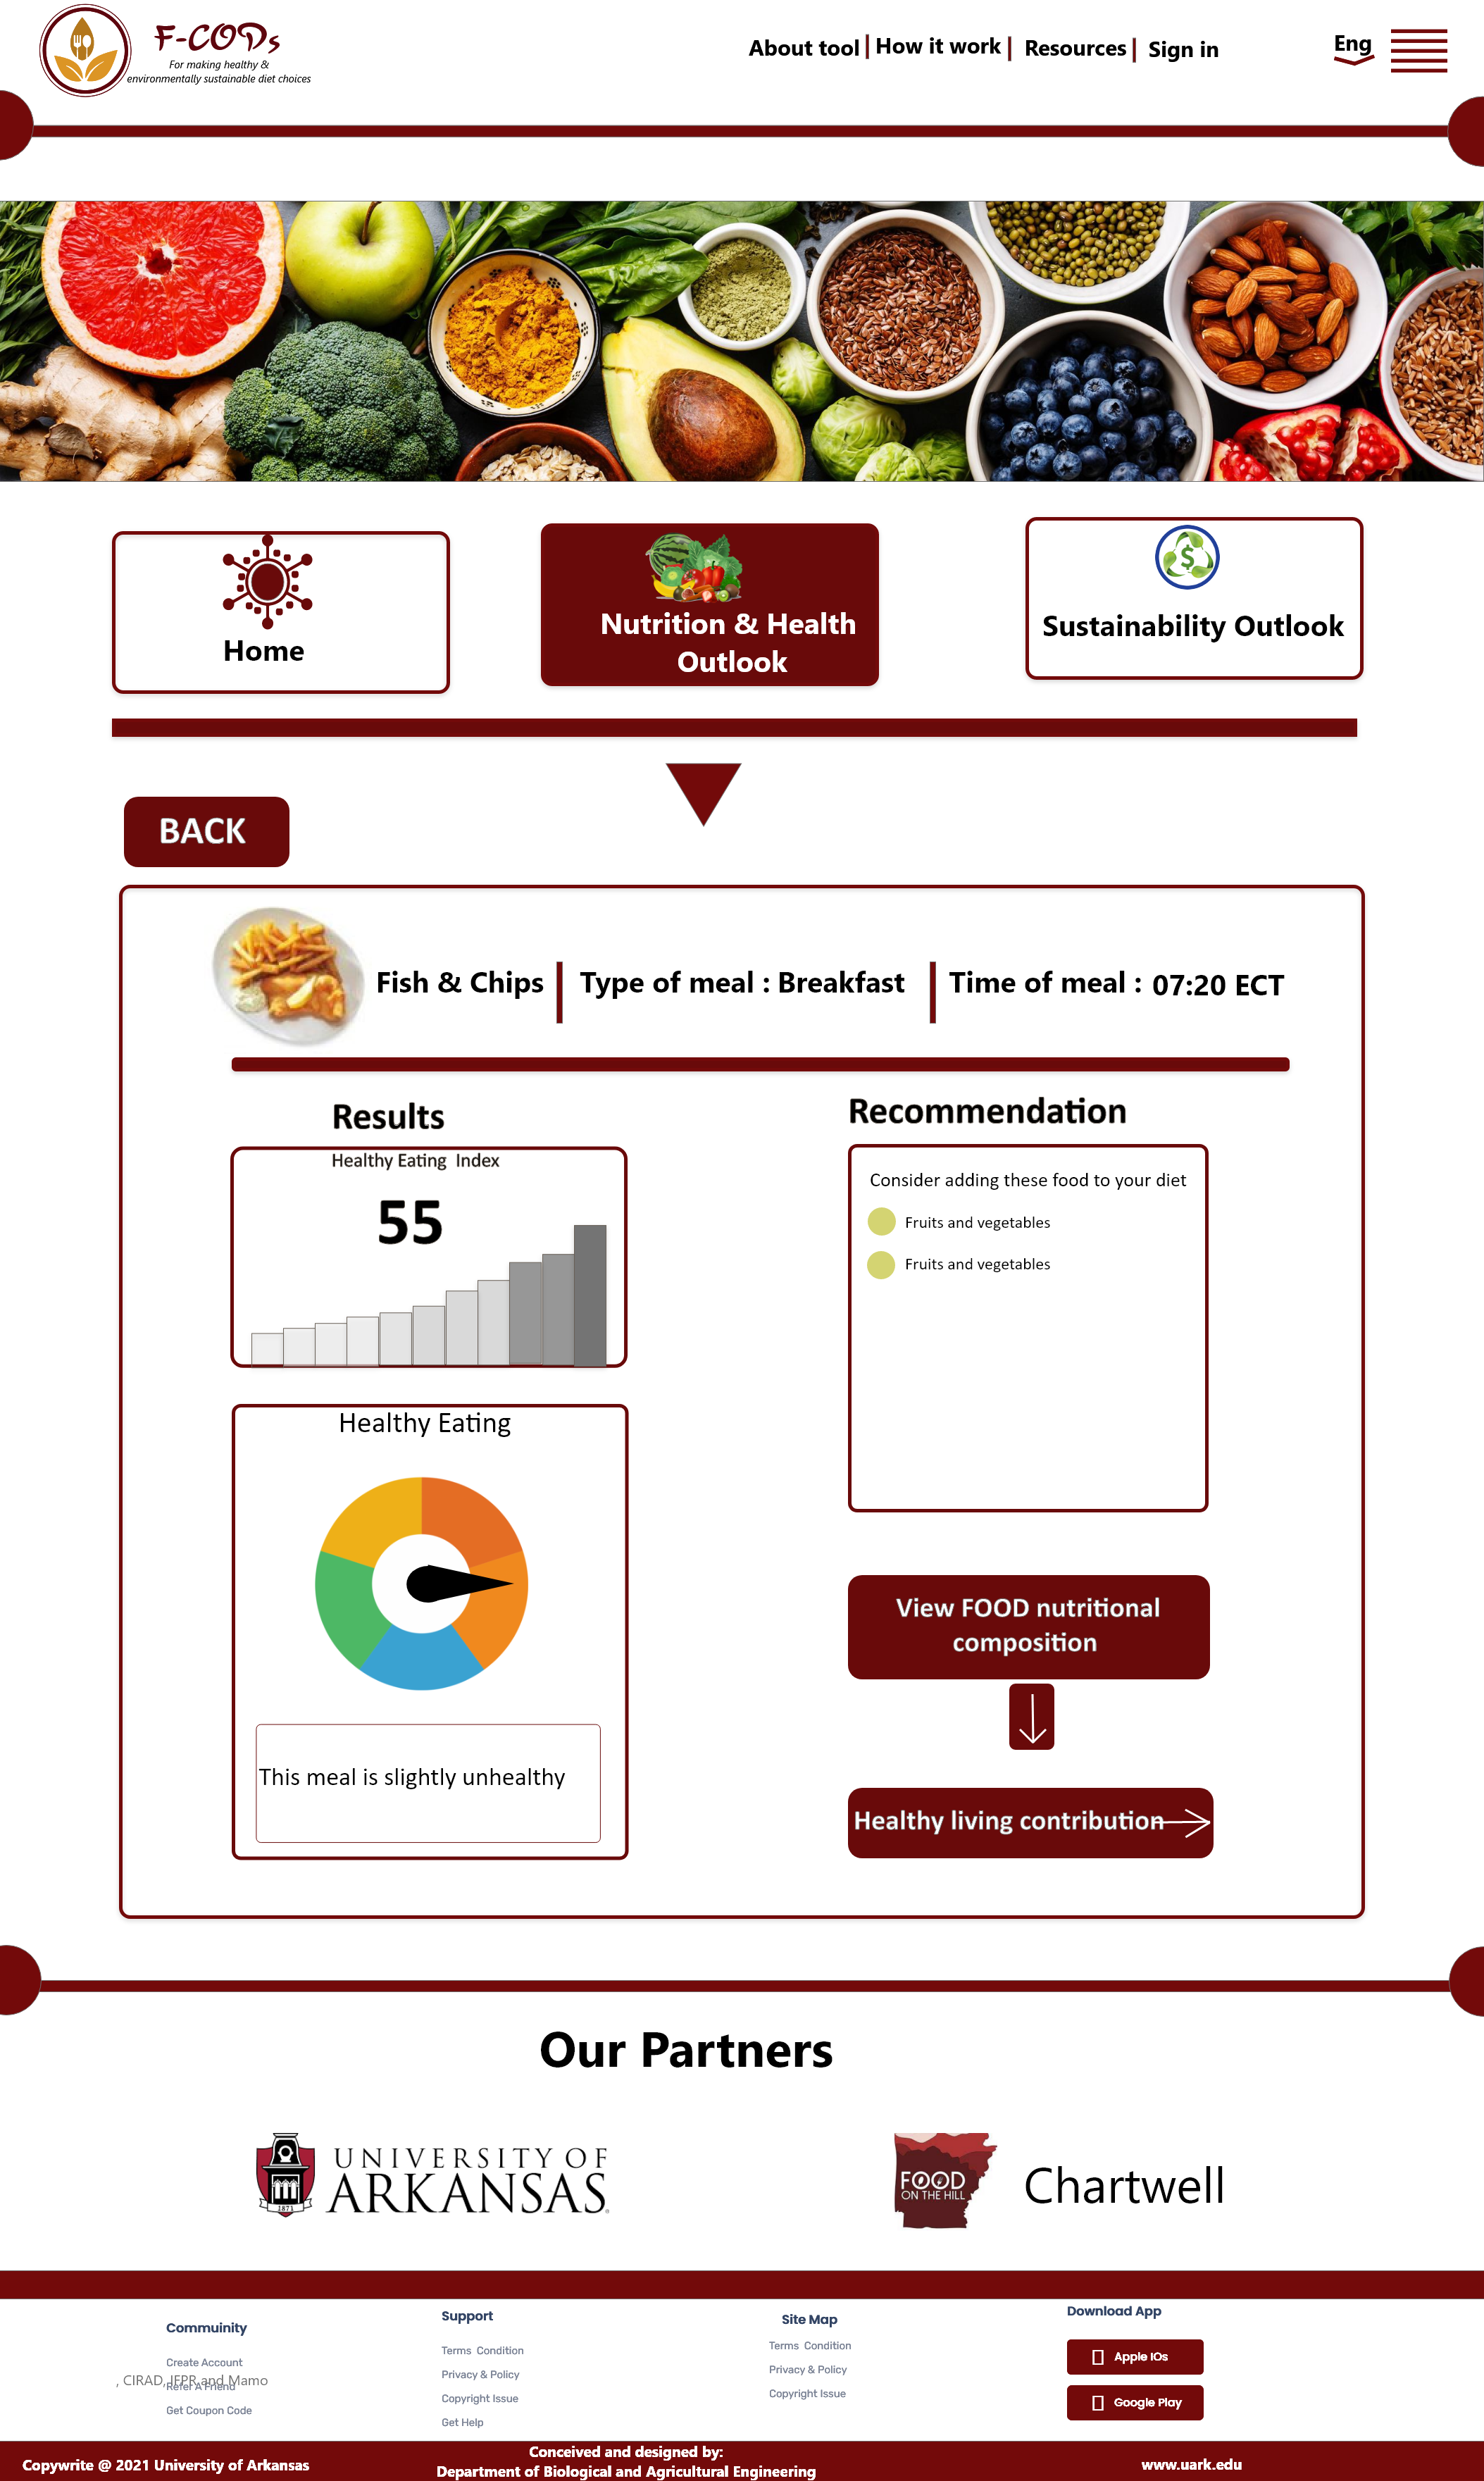 F-CODs
For making healthy &
environmentally sustainable diet choices
About tool
How it work
Resources
Sign in
Eng
Home
Nutrition & Health
Outlook
Sustainability Outlook
$
BACK
Fish & Chips
Type of meal : Breakfast
Time of meal : 07:20 ECT
Results
Healthy Eating Index
55
Healthy Eating
This meal is slightly unhealthy
Recommendation
Consider adding these food to your diet
Fruits and vegetables
Fruits and vegetables
View FOOD nutritional
composition
Healthy living contribution
Our Partners
1871
UNIVERSITY OF
ARKANSAS
FOOD
ON THE HILL
Chartwell
Commuinity
Create Account
, CIRAD, IFPR and Mamo
Refer A Friend
Get Coupon Code
Support
Terms Condition
Privacy & Policy
Copyright Issue
Get Help
Site Map
Terms Condition
Privacy & Policy
Copyright Issue
Download App
Apple IOs
Google Play
Copywrite @ 2021 University of Arkansas
Conceived and designed by:
Department of Biological and Agricultural Engineering
www.uark.edu